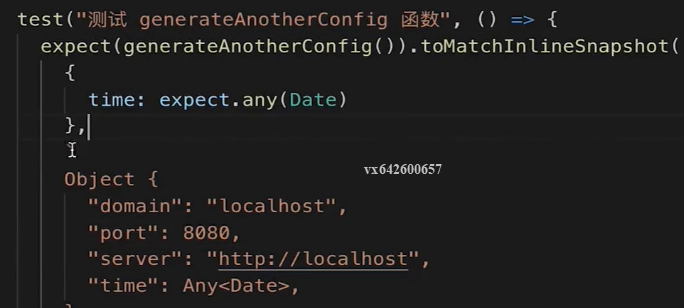 test("测试 generateAnotherConfig 函数", () => {
expect(generateAnotherConfig()).toMatchInlineSnapshot(
{
time: expect.any(Date)
},
vx642600657
Object {
"domain": "localhost",
"port": 8080,
"server": "http://localhost",
"time": Any<Date>,